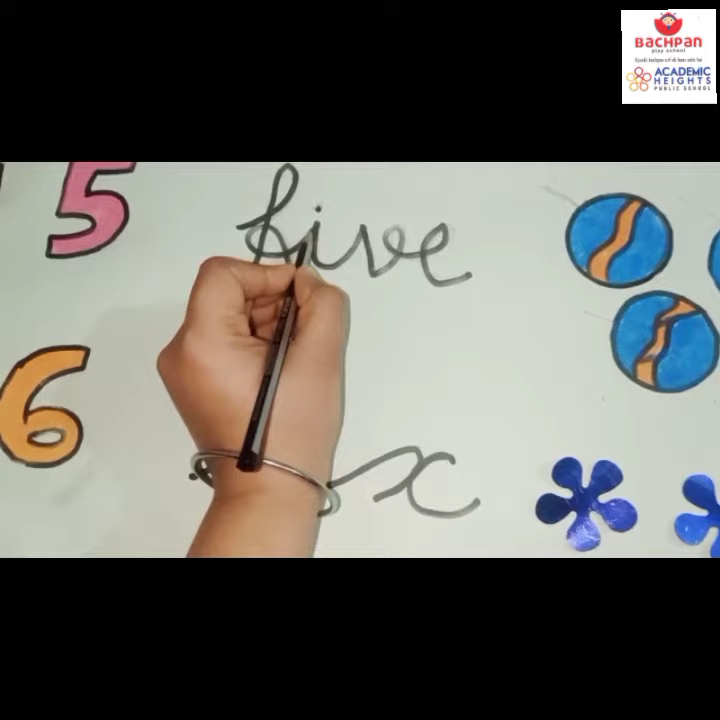 BACHPAN
play school
ACADEMIC
HEIGHTS
PUBLIC SCHOOL
5 five
6
x